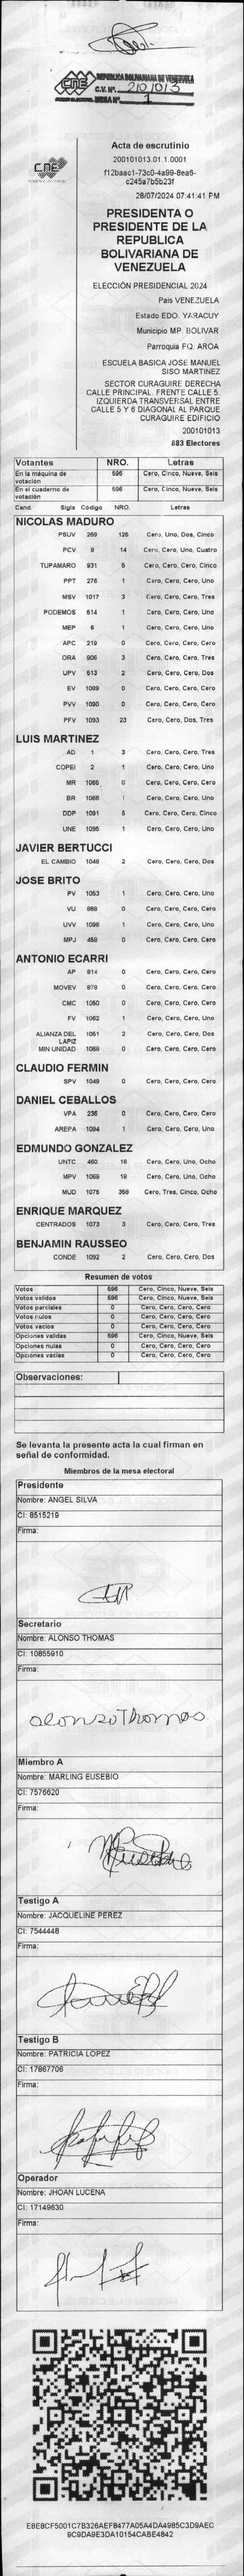 REPUBLICA BOLIVARIANA DE VENEZUELA
C.V. Nº. 2010103
MESA Nº. 1
CNE
Acta de escrutinio
200101013.01.1.0001
f12baac1-73c0-4a99-8ea6-
c245a7b5b23f
28/07/2024 07:41:41 PM
PRESIDENTA O
PRESIDENTE DE LA
REPUBLICA
BOLIVARIANA DE
VENEZUELA
ELECCIÓN PRESIDENCIAL 2024
Pais VENEZUELA
Estado EDO. YARACUY
Municipio MP. BOLIVAR
Parroquia FQ. AROA
ESCUELA BASICA JOSE MANUEL
SISO MARTINEZ
SECTOR CURAGUIRE DERECHA
CALLE PRINCIPAL. FRENTE CALLE 5.
IZQUIERDA TRANSVERSAL ENTRE
CALLE 5 Y 6 DIAGONAL AL PARQUE
CURAGUIRE EDIFICIO
200101013
883 Electores
Votantes NRO. Letras
En la máquina de votación 596 Cero, Cinco, Nueve, Seis
En el cuaderno de votación 596 Cero, Cinco, Nueve, Seis
Cand. Sigla Código NRO. Letras
NICOLAS MADURO
PSUV 269 125 Cero, Uno, Dos, Cinco
PCV 9 14 Cero, Cero, Uno, Cuatro
TUPAMARO 931 5 Cero, Cero, Cero, Cinco
PPT 276 1 Cero, Cero, Cero, Uno
MSV 1017 3 Cero, Cero, Cero, Tres
PODEMOS 514 1 Cero, Cero, Cero, Uno
MEP 6 1 Cero, Cero, Cero, Uno
APC 219 0 Cero, Cero, Cero, Cero
ORA 906 3 Cero, Cero, Cero, Tres
UPV 513 2 Cero, Cero, Cero, Dos
EV 1089 0 Cero, Cero, Cero, Cero
PVV 1090 0 Cero, Cero, Cero, Cero
PFV 1093 23 Cero, Cero, Dos, Tres
LUIS MARTINEZ
AD 1 3 Cero, Cero, Cero, Tres
COPEI 2 1 Cero, Cero, Cero, Uno
MR 1065 0 Cero, Cero, Cero, Cero
BR 1066 1 Cero, Cero, Cero, Uno
DDP 1091 5 Cero, Cero, Cero, Cinco
UNE 1095 1 Cero, Cero, Cero, Uno
JAVIER BERTUCCI
EL CAMBIO 1048 2 Cero, Cero, Cero, Dos
JOSE BRITO
PV 1053 1 Cero, Cero, Cero, Uno
VU 868 0 Cero, Cero, Cero, Cero
UVV 1096 1 Cero, Cero, Cero, Uno
MPJ 458 0 Cero, Cero, Cero, Cero
ANTONIO ECARRI
AP 814 0 Cero, Cero, Cero, Cero
MOVEV 879 0 Cero, Cero, Cero, Cero
CMC 1050 0 Cero, Cero, Cero, Cero
FV 1062 1 Cero, Cero, Cero, Uno
ALIANZA DEL LAPIZ 1051 2 Cero, Cero, Cero, Dos
MIN UNIDAD 1069 0 Cero, Cero, Cero, Cero
CLAUDIO FERMIN
SPV 1049 0 Cero, Cero, Cero, Cero
DANIEL CEBALLOS
VPA 236 0 Cero, Cero, Cero, Cero
AREPA 1094 1 Cero, Cero, Cero, Uno
EDMUNDO GONZALEZ
UNTC 460 18 Cero, Cero, Uno, Ocho
MPV 1069 18 Cero, Cero, Uno, Ocho
MUD 1075 358 Cero, Tres, Cinco, Ocho
ENRIQUE MARQUEZ
CENTRADOS 1073 3 Cero, Cero, Cero, Tres
BENJAMIN RAUSSEO
CONDE 1092 2 Cero, Cero, Cero, Dos
Resumen de votos
Votos 596 Cero, Cinco, Nueve, Seis
Votos validos 596 Cero, Cinco, Nueve, Seis
Votos parciales 0 Cero, Cero, Cero, Cero
Votos nulos 0 Cero, Cero, Cero, Cero
Votos vacios 0 Cero, Cero, Cero, Cero
Opciones validas 596 Cero, Cinco, Nueve, Seis
Opciones nulas 0 Cero, Cero, Cero, Cero
Opciones vacias 0 Cero, Cero, Cero, Cero
Observaciones:
Se levanta la presente acta la cual firman en
señal de conformidad.
Miembros de la mesa electoral
Presidente
Nombre: ANGEL SILVA
CI: 8515219
Firma:
Secretario
Nombre: ALONSO THOMAS
CI: 10855910
Firma:
alonso Thomas
Miembro A
Nombre: MARLING EUSEBIO
CI: 7576620
Firma:
Testigo A
Nombre: JACQUELINE PEREZ
CI: 7544448
Firma:
Testigo B
Nombre: PATRICIA LOPEZ
CI: 17867706
Firma:
Operador
Nombre: JHOAN LUCENA
CI: 17149630
Firma:
E8E8CF5001C7B326AEFB477A05A4DA4985C3D9AEC
9C9DA9E3DA10154CABE4842